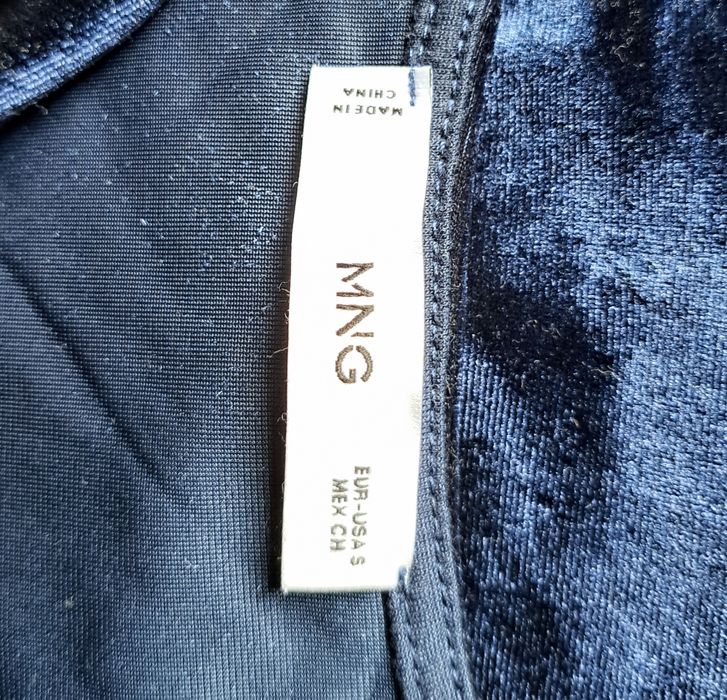 MADE IN
CHINA
MNG
EUR-USA S
MEX CH